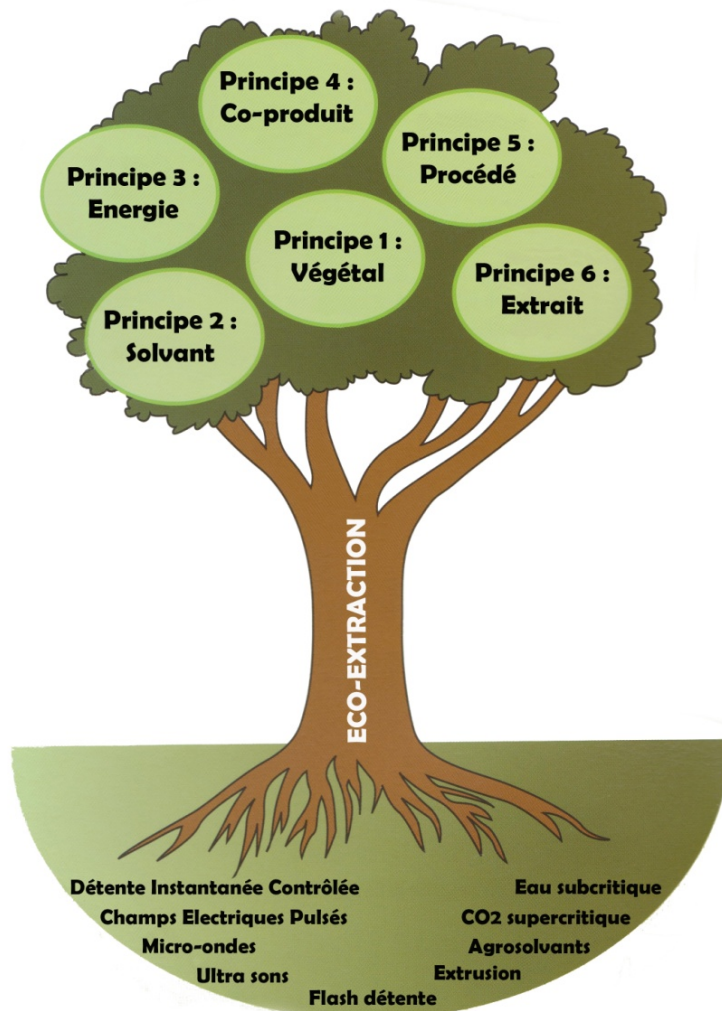 Principe 4 :
Co-produit
Principe 5 :
Procédé
Principe 3 :
Energie
Principe 1 :
Végétal
Principe 6 :
Extrait
Principe 2 :
Solvant
ECO-EXTRACTION
Détente Instantanée Contrôlée
Eau subcritique
Champs Electriques Pulsés
CO2 supercritique
Micro-ondes
Agrosolvants
Ultra sons
Extrusion
Flash détente